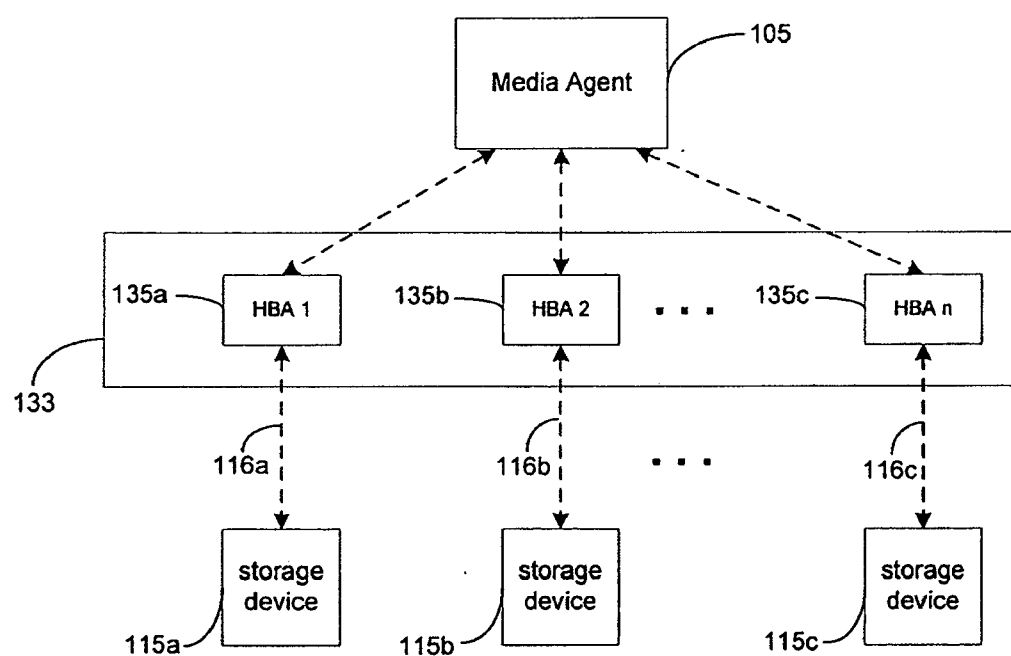 105
Media Agent
135a
HBA 1
135b
HBA 2
. . .
135c
HBA n
133
116a
116b
. . .
116c
storage
device
storage
device
storage
device
115a
115b
115c